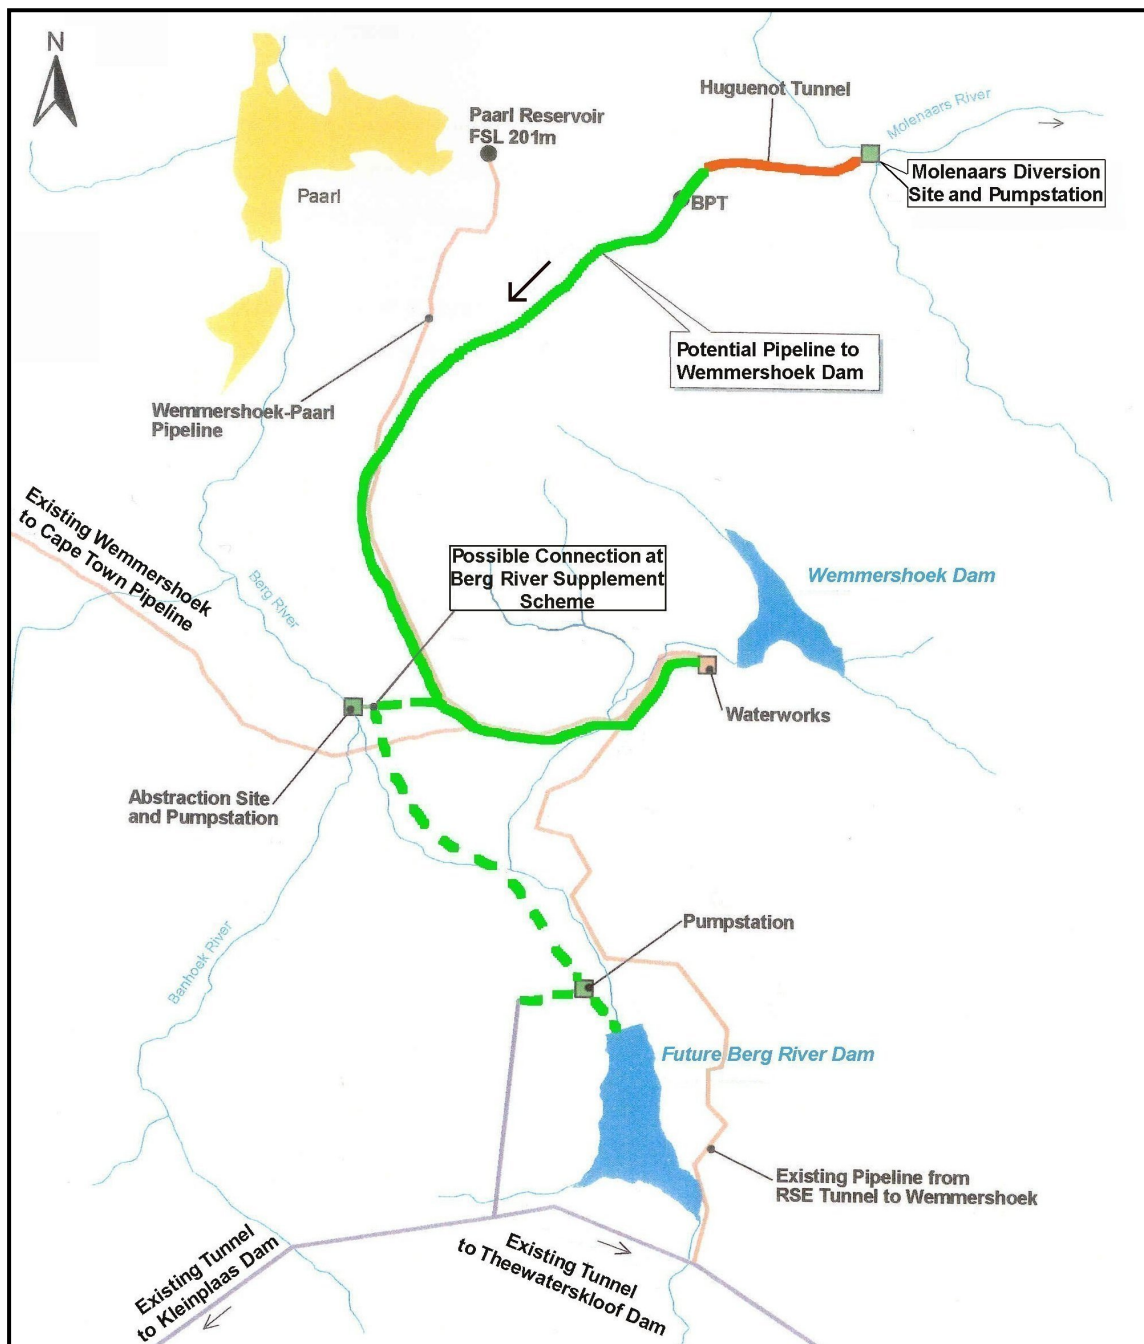 N
Huguenot Tunnel
Molenaars River
Paarl Reservoir
FSL 201m
Molenaars Diversion
Site and Pumpstation
Paarl
BPT
Potential Pipeline to
Wemmershoek Dam
Wemmershoek-Paarl
Pipeline
Existing Wemmershoek
to Cape Town Pipeline
Berg River
Possible Connection at
Berg River Supplement
Scheme
Wemmershoek Dam
Waterworks
Abstraction Site
and Pumpstation
Pumpstation
Banhoek River
Future Berg River Dam
Existing Pipeline from
RSE Tunnel to Wemmershoek
Existing Tunnel
to Kleinplaas Dam
Existing Tunnel
to Theewaterskloof Dam